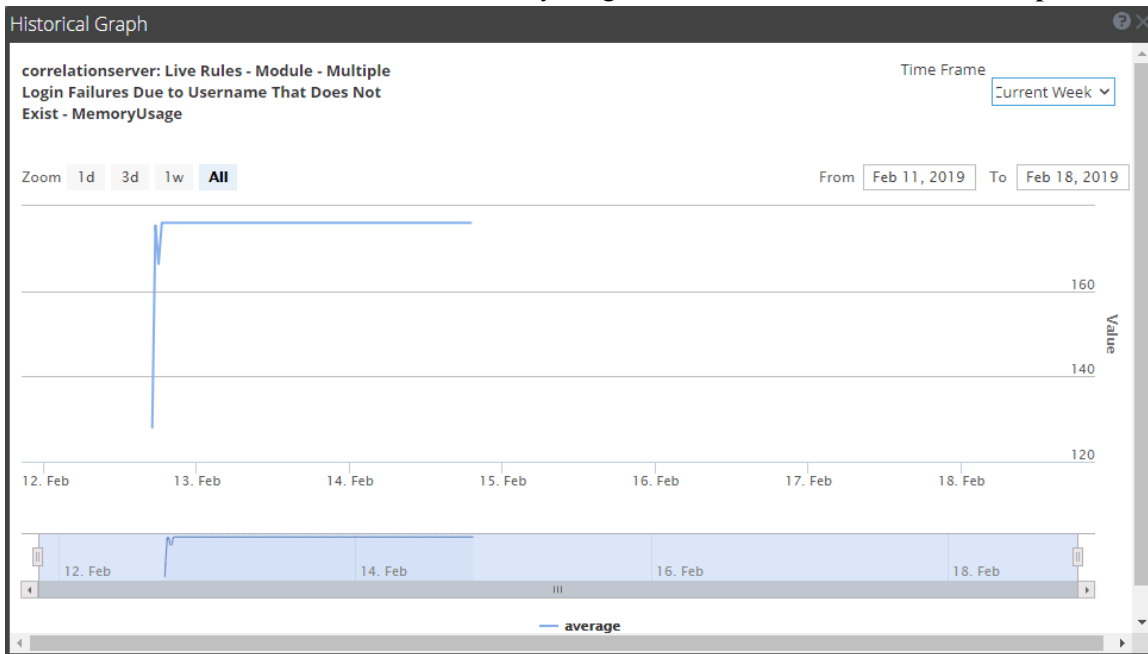 Historical Graph
correlationserver: Live Rules - Module - Multiple
Login Failures Due to Username That Does Not
Exist - MemoryUsage
Time Frame
Current Week
Zoom 1d 3d 1w All
From Feb 11, 2019 To Feb 18, 2019
160
Value
140
120
12. Feb 13. Feb 14. Feb 15. Feb 16. Feb 17. Feb 18. Feb
12. Feb 14. Feb 16. Feb 18. Feb
average